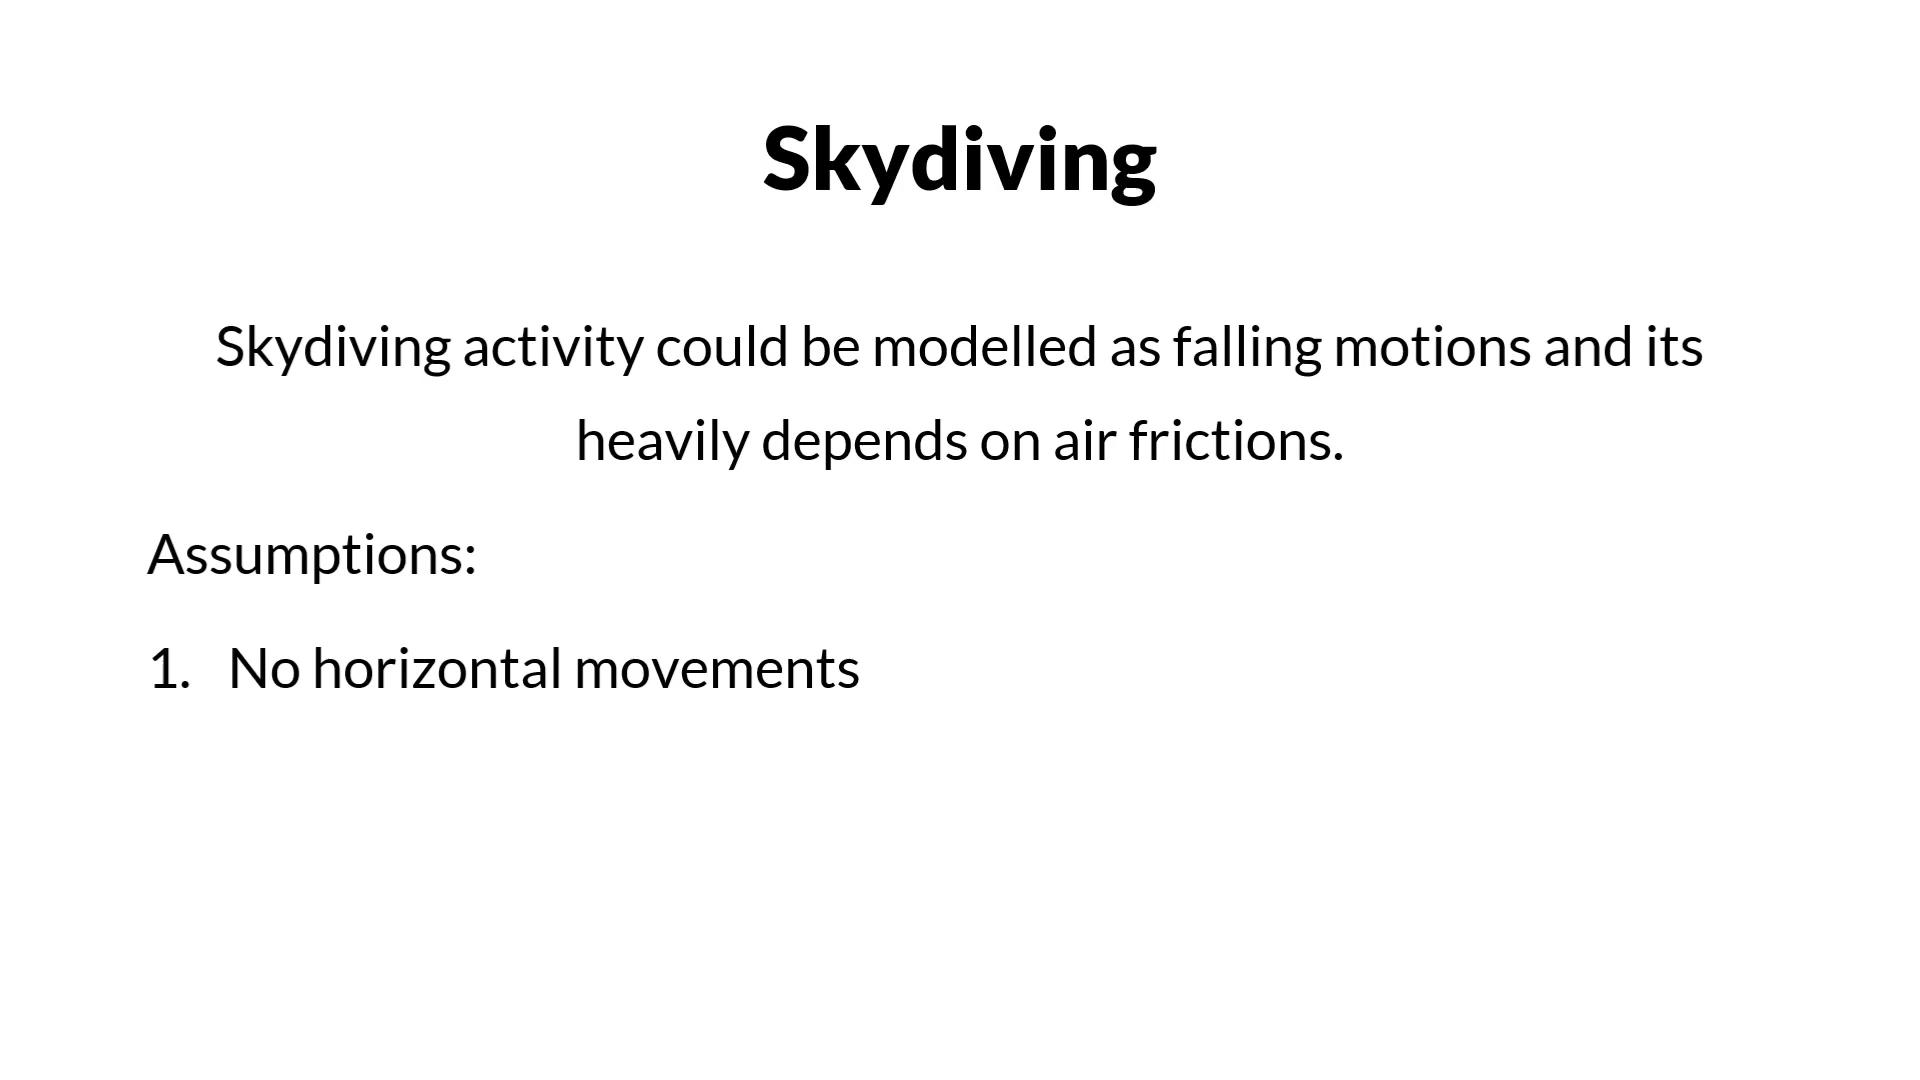 Skydiving
Skydiving activity could be modelled as falling motions and its
heavily depends on air frictions.
Assumptions:
1. No horizontal movements